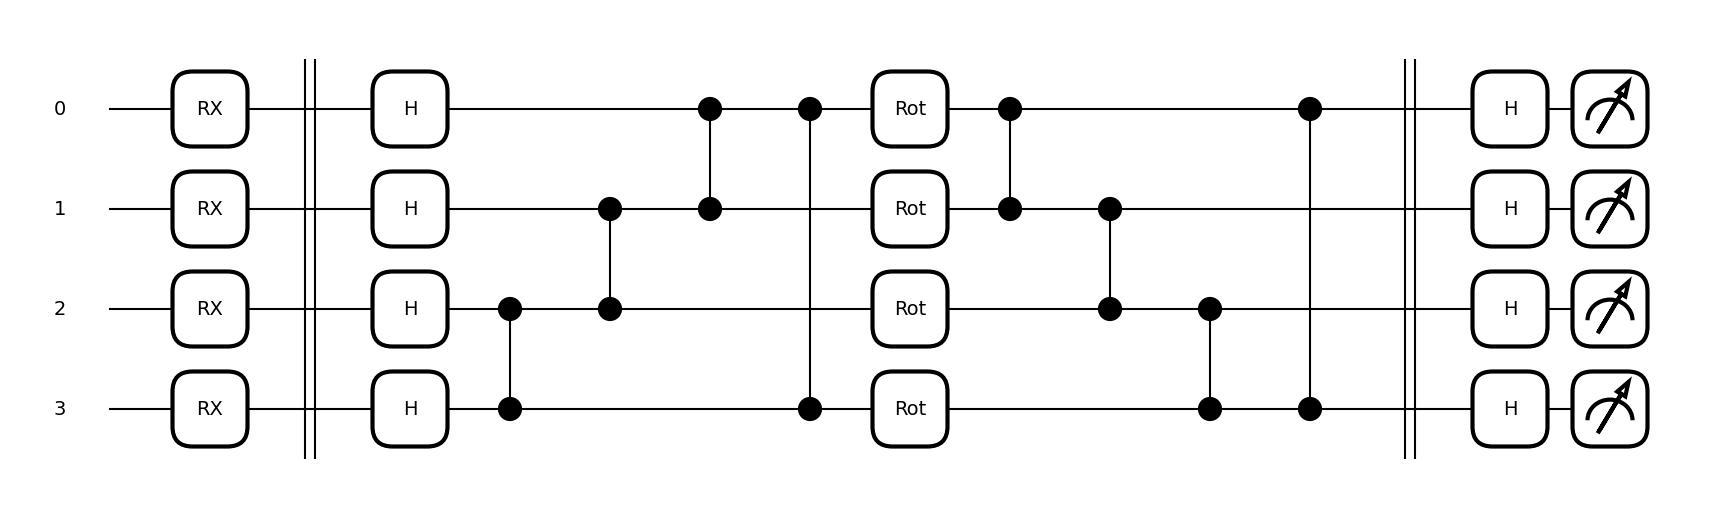 0 RX H Rot H
1 RX H Rot H
2 RX H Rot H
3 RX H Rot H